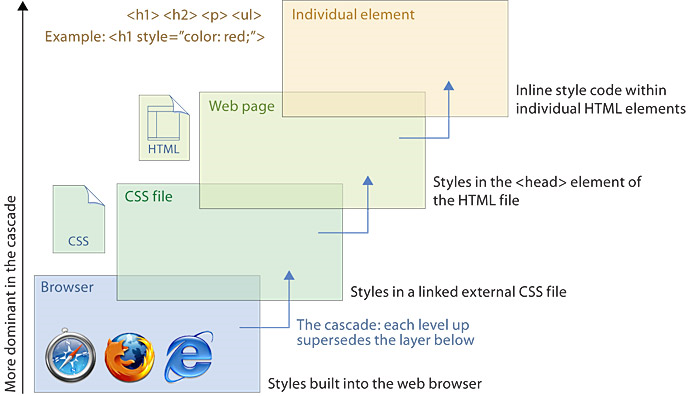 <h1> <h2> <p> <ul>
Example: <h1 style=”color: red;”>
Individual element
Inline style code within
individual HTML elements
Web page
HTML
Styles in the <head> element of
the HTML file
CSS file
CSS
Styles in a linked external CSS file
Browser
The cascade: each level up
supersedes the layer below
Styles built into the web browser
More dominant in the cascade